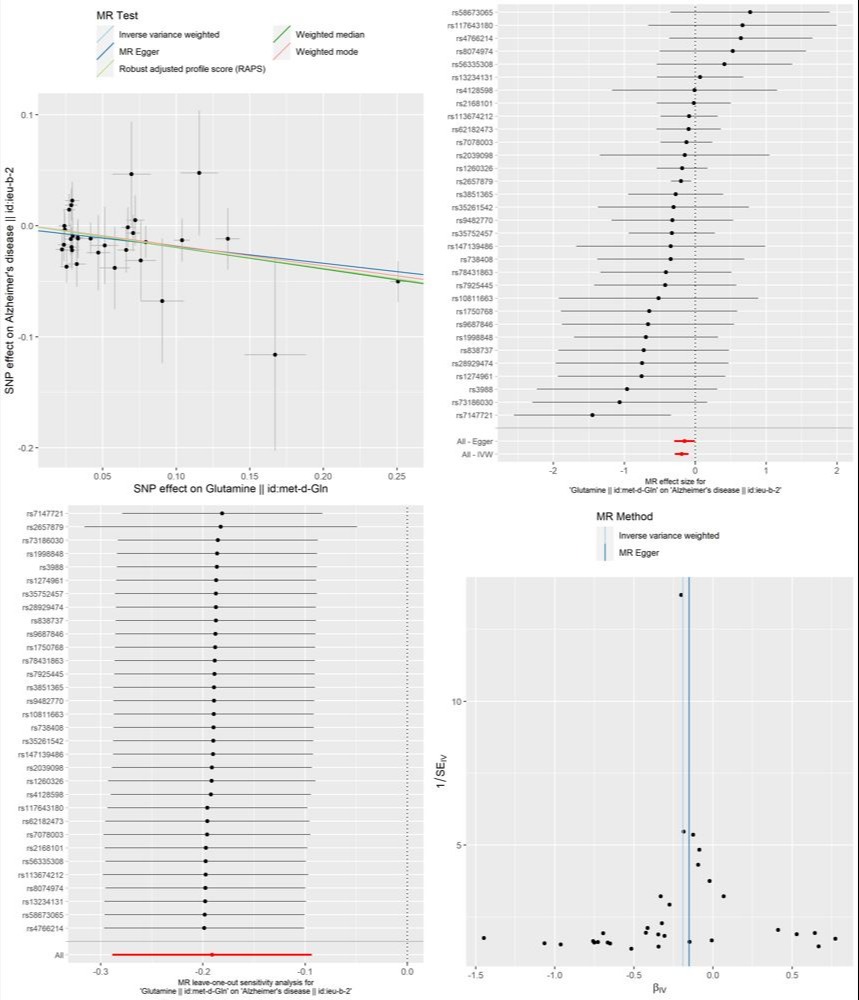 MR Test
Inverse variance weighted
MR Egger
Robust adjusted profile score (RAPS)
Weighted median
Weighted mode
SNP effect on Alzheimer's disease || id:ieu-b-2
0.1
0.0
-0.1
-0.2
0.05
0.10
0.15
0.20
0.25
SNP effect on Glutamine || id:met-d-Gln
rs58673065
rs117643180
rs4766214
rs8074974
rs56335308
rs13234131
rs4128598
rs2168101
rs113674212
rs62182473
rs7078003
rs2039098
rs1260326
rs2657879
rs3851365
rs35261542
rs9482770
rs35752457
rs147139486
rs738408
rs78431863
rs7925445
rs10811663
rs1750768
rs9687846
rs1998848
rs838737
rs28929474
rs1274961
rs3988
rs73186030
rs7147721
All - Egger
All - IVW
-2
-1
0
1
2
MR effect size for
'Glutamine || id:met-d-Gln' on 'Alzheimer's disease || id:ieu-b-2'
rs7147721
rs2657879
rs73186030
rs1998848
rs3988
rs1274961
rs35752457
rs28929474
rs838737
rs9687846
rs1750768
rs78431863
rs7925445
rs3851365
rs9482770
rs10811663
rs738408
rs35261542
rs147139486
rs2039098
rs1260326
rs4128598
rs117643180
rs62182473
rs7078003
rs2168101
rs56335308
rs113674212
rs8074974
rs13234131
rs58673065
rs4766214
All
-0.3
-0.2
-0.1
0.0
MR leave-one-out sensitivity analysis for
'Glutamine || id:met-d-Gln' on 'Alzheimer's disease || id:ieu-b-2'
MR Method
Inverse variance weighted
MR Egger
1/SE_IV
10
5
-1.5
-1.0
-0.5
0.0
0.5
β_IV